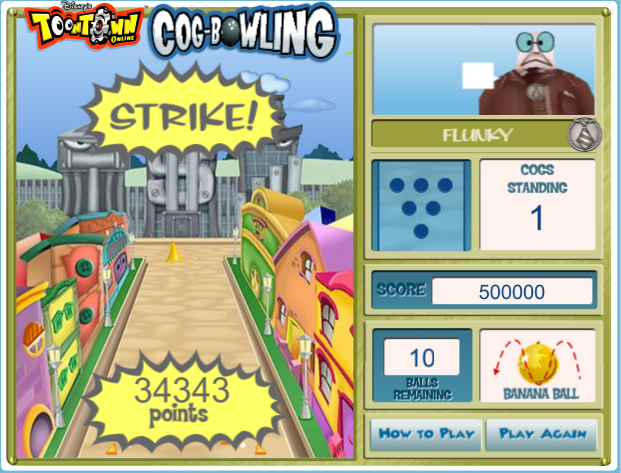 Disney's
TOONTOWN
ONLINE
COG-BOWLING
STRIKE!
FLUNKY
COGS
STANDING
1
SCORE 500000
10
BALLS
REMAINING
BANANA BALL
34343
points
How to Play
Play Again